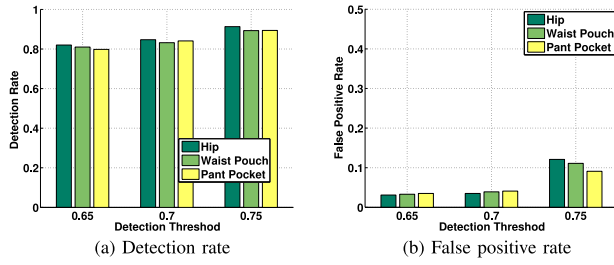 1
0.8
0.6
0.4
0.2
0
Detection Rate
Hip
Waist Pouch
Pant Pocket
0.65 0.7 0.75
Detection Threshod
(a) Detection rate
0.5
0.4
0.3
0.2
0.1
0
False Positive Rate
Hip
Waist Pouch
Pant Pocket
0.65 0.7 0.75
Detection Threshod
(b) False positive rate